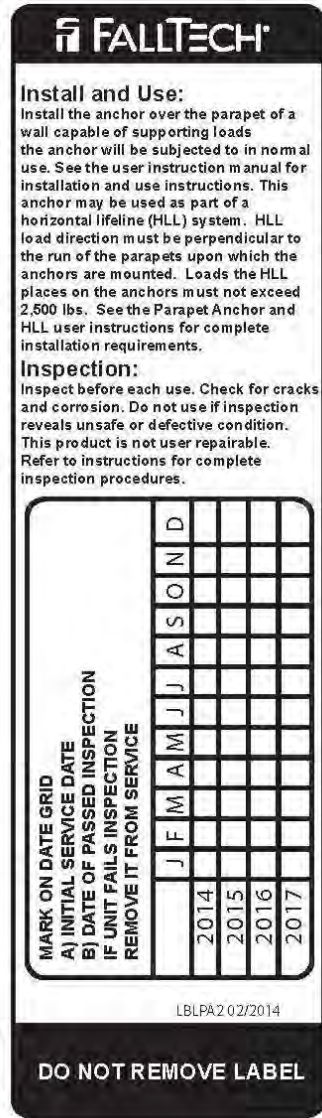 FALLTECH®
Install and Use:
Install the anchor over the parapet of a
wall capable of supporting loads
the anchor will be subjected to in normal
use. See the user instruction manual for
installation and use instructions. This
anchor may be used as part of a
horizontal lifeline (HLL) system. HLL
load direction must be perpendicular to
the run of the parapets upon which the
anchors are mounted. Loads the HLL
places on the anchors must not exceed
2,500 lbs. See the Parapet Anchor and
HLL user instructions for complete
installation requirements.
Inspection:
Inspect before each use. Check for cracks
and corrosion. Do not use if inspection
reveals unsafe or defective condition.
This product is not user repairable.
Refer to instructions for complete
inspection procedures.
MARK ON DATE GRID
A) INITIAL SERVICE DATE
B) DATE OF PASSED INSPECTION
IF UNIT FAILS INSPECTION
REMOVE IT FROM SERVICE
J F M A M J J A S O N D
2014
2015
2016
2017
LBLPA2 02/2014
DO NOT REMOVE LABEL